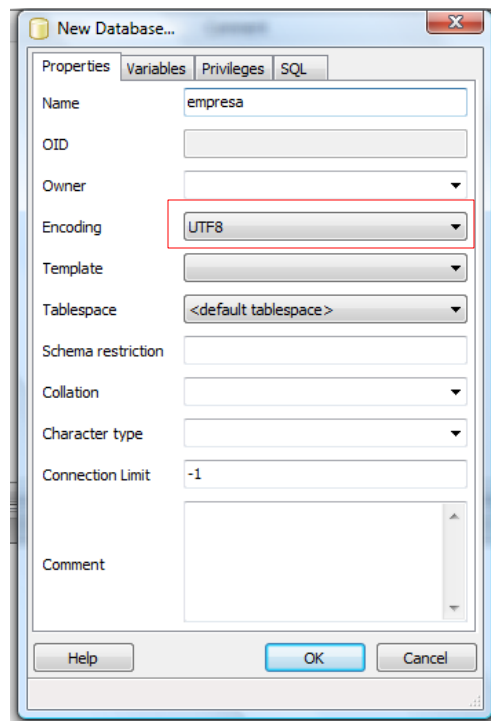 New Database...
Properties Variables Privileges SQL
Name empresa
OID
Owner
Encoding UTF8
Template
Tablespace <default tablespace>
Schema restriction
Collation
Character type
Connection Limit -1
Comment
Help OK Cancel